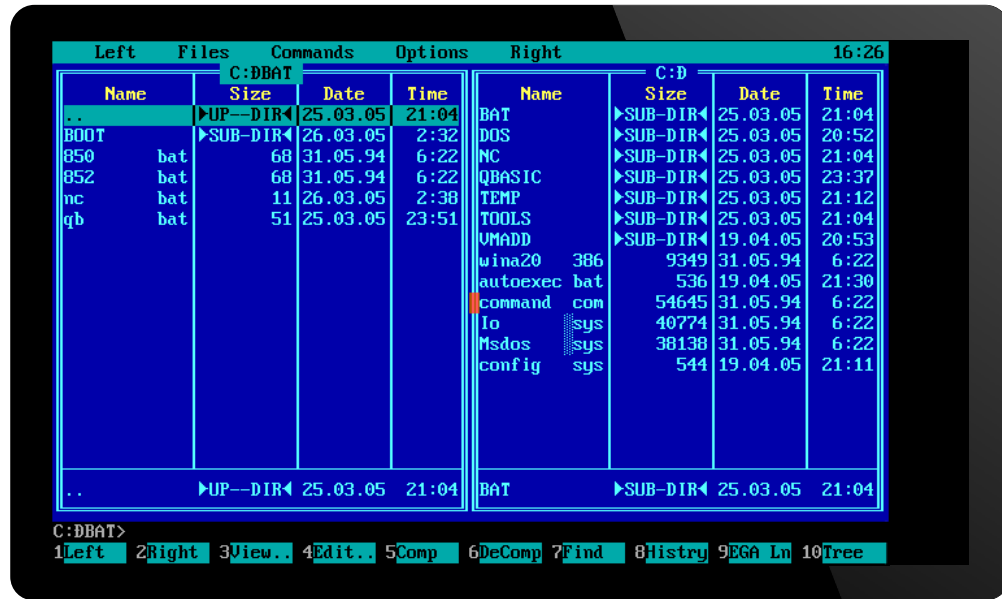 Left Files Commands Options Right 16:26
C:ĐBAT C:Đ
Name Size Date Time Name Size Date Time
.. ►UP--DIR◄ 25.03.05 21:04 BAT ►SUB-DIR◄ 25.03.05 21:04
BOOT ►SUB-DIR◄ 26.03.05 2:32 DOS ►SUB-DIR◄ 25.03.05 20:52
850 bat 68 31.05.94 6:22 NC ►SUB-DIR◄ 25.03.05 21:04
852 bat 68 31.05.94 6:22 QBASIC ►SUB-DIR◄ 25.03.05 23:37
nc bat 11 26.03.05 2:38 TEMP ►SUB-DIR◄ 25.03.05 21:12
qb bat 51 25.03.05 23:51 TOOLS ►SUB-DIR◄ 25.03.05 21:04
VMADD ►SUB-DIR◄ 19.04.05 20:53
wina20 386 9349 31.05.94 6:22
autoexec bat 536 19.04.05 21:30
command com 54645 31.05.94 6:22
Io ░sys 40774 31.05.94 6:22
Msdos ░sys 38138 31.05.94 6:22
config sys 544 19.04.05 21:11
.. ►UP--DIR◄ 25.03.05 21:04 BAT ►SUB-DIR◄ 25.03.05 21:04
C:ĐBAT>
1Left 2Right 3View.. 4Edit.. 5Comp 6DeComp 7Find 8Histry 9EGA Ln 10Tree